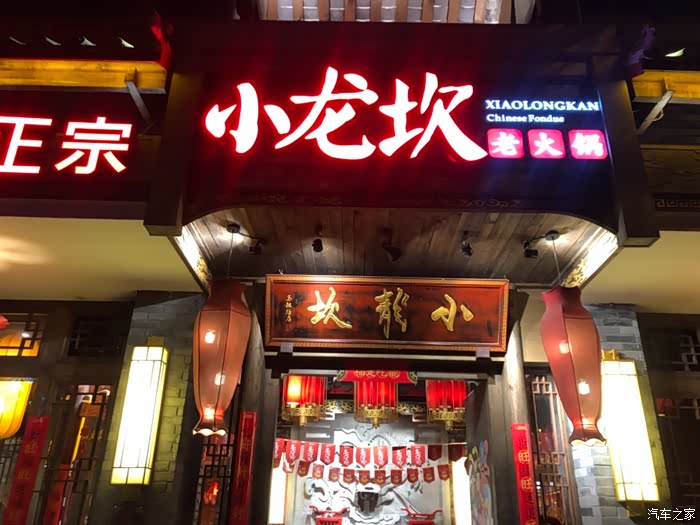 正宗
小龙坎
XIAOLONGKAN
Chinese Fondue
老火锅
小龍坎
汽车之家